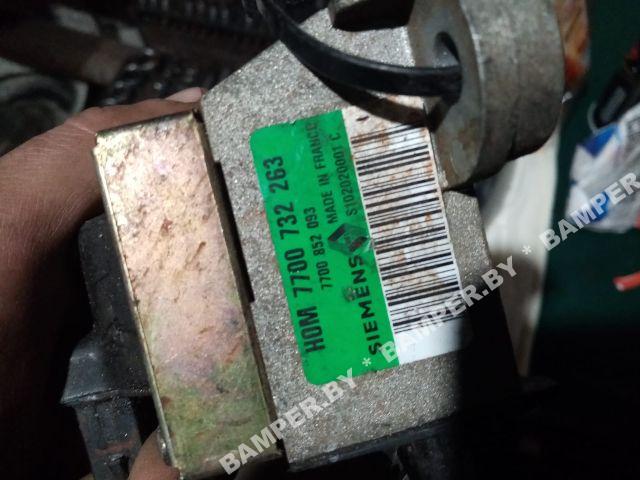 HOM 7700 732 263
7700 852 093
MADE IN FRANCE
SIEMENS
S102020001 C
BAMPER.BY * BAMPER.BY * BAMPER.BY * BAMPER